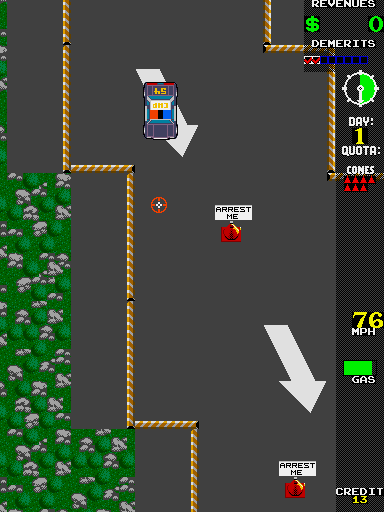 REVENUES
$ 0
DEMERITS
DAY:
1
QUOTA:
CONES
ARREST
ME
76
MPH
GAS
ARREST
ME
CREDIT
13